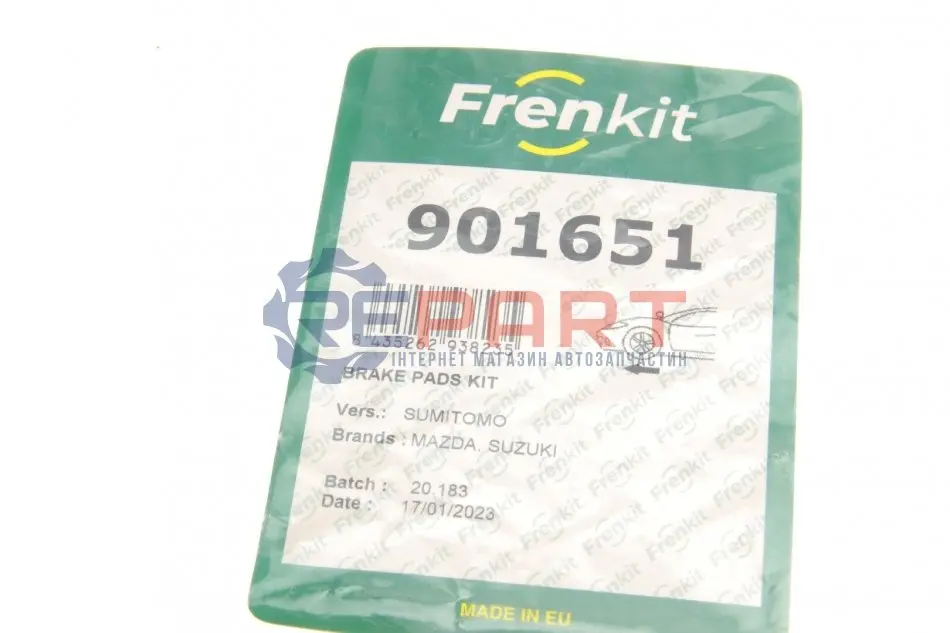 Frenkit
901651
REPART
8 435262 938235
ІНТЕРНЕТ МАГАЗИН АВТОЗАПЧАСТИН
BRAKE PADS KIT
Vers.: SUMITOMO
Brands : MAZDA, SUZUKI
Batch : 20.183
Date : 17/01/2023
MADE IN EU